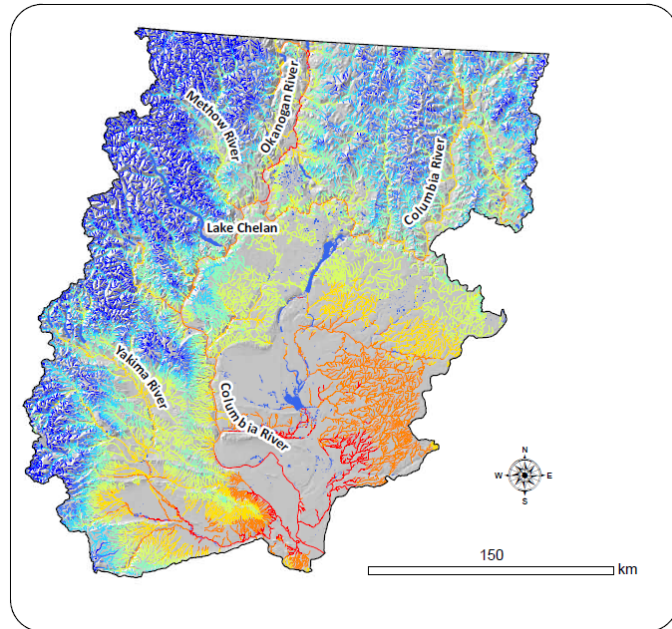 Methow River
Okanogan River
Columbia River
Lake Chelan
Yakima River
Columbia River
N
W E
S
150
km